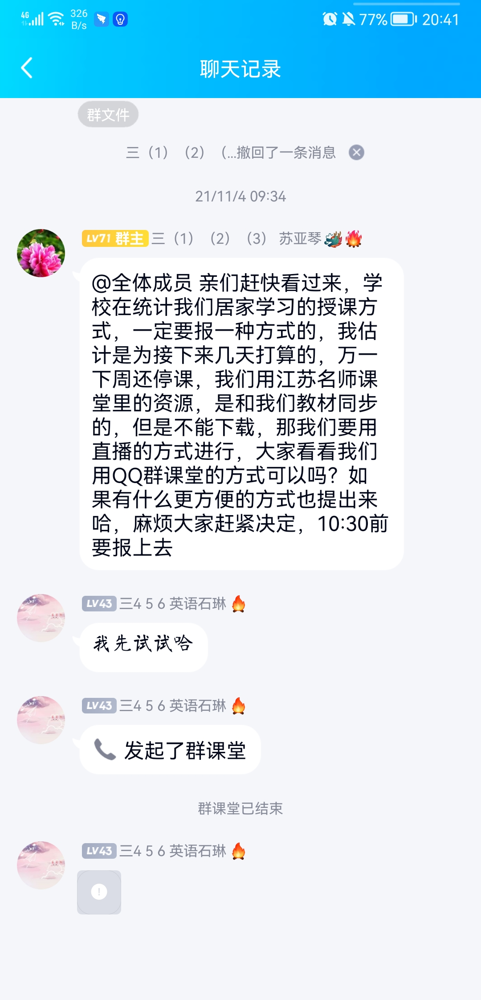 4G 326 B/s 77% 20:41
聊天记录
群文件
三（1）（2）（...撤回了一条消息
21/11/4 09:34
LV71 群主 三（1）（2）（3） 苏亚琴
@全体成员 亲们赶快看过来，学
校在统计我们居家学习的授课方
式，一定要报一种方式的，我估
计是为接下来几天打算的，万一
下周还停课，我们用江苏名师课
堂里的资源，是和我们教材同步
的，但是不能下载，那我们要用
直播的方式进行，大家看看我们
用QQ群课堂的方式可以吗？如
果有什么更方便的方式也提出来
哈，麻烦大家赶紧决定，10:30前
要报上去
LV43 三4 5 6 英语石琳
我先试试哈
LV43 三4 5 6 英语石琳
发起了群课堂
群课堂已结束
LV43 三4 5 6 英语石琳